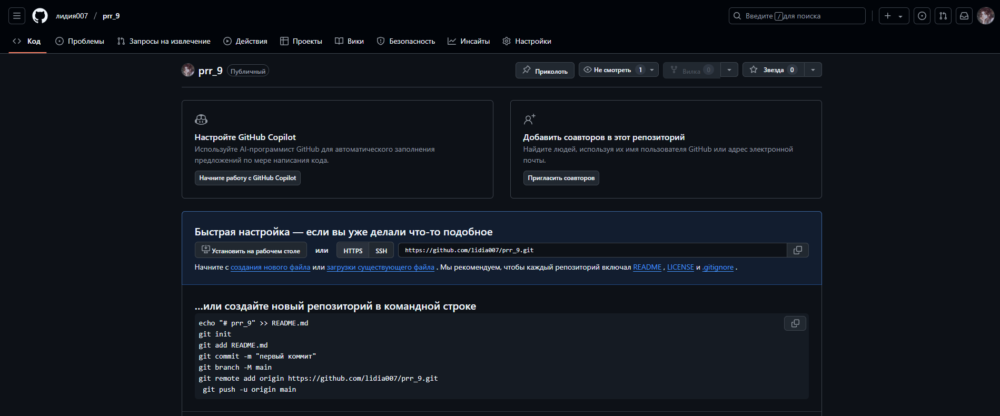 лидия007 / prr_9
Введите / для поиска
Код
Проблемы
Запросы на извлечение
Действия
Проекты
Вики
Безопасность
Инсайты
Настройки
prr_9 Публичный
Приколоть
Не смотреть 1
Вилка 0
Звезда 0
Настройте GitHub Copilot
Используйте AI-программист GitHub для автоматического заполнения
предложений по мере написания кода.
Начните работу с GitHub Copilot
Добавить соавторов в этот репозиторий
Найдите людей, используя их имя пользователя GitHub или адрес электронной
почты.
Пригласить соавторов
Быстрая настройка — если вы уже делали что-то подобное
Установить на рабочем столе или HTTPS SSH https://github.com/lidia007/prr_9.git
Начните с создания нового файла или загрузки существующего файла . Мы рекомендуем, чтобы каждый репозиторий включал README , LICENSE и .gitignore .
...или создайте новый репозиторий в командной строке
echo "# prr_9" >> README.md
git init
git add README.md
git commit -m "первый коммит"
git branch -M main
git remote add origin https://github.com/lidia007/prr_9.git
git push -u origin main